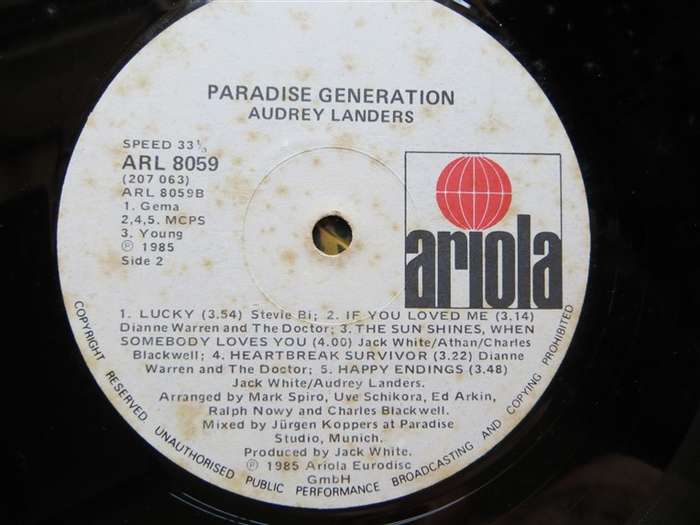 PARADISE GENERATION
AUDREY LANDERS
SPEED 33⅓
ARL 8059
(207 063)
ARL 8059B
1. Gema
2,4,5. MCPS
3. Young
℗ 1985
Side 2
ariola
1. LUCKY (3.54) Stevie Bi; 2. IF YOU LOVED ME (3.14)
Dianne Warren and The Doctor; 3. THE SUN SHINES, WHEN
SOMEBODY LOVES YOU (4.00) Jack White/Athan/Charles
Blackwell; 4. HEARTBREAK SURVIVOR (3.22) Dianne
Warren and The Doctor; 5. HAPPY ENDINGS (3.48)
Jack White/Audrey Landers.
Arranged by Mark Spiro, Uve Schikora, Ed Arkin,
Ralph Nowy and Charles Blackwell.
Mixed by Jürgen Koppers at Paradise
Studio, Munich.
Produced by Jack White.
℗ 1985 Ariola Eurodisc
GmbH
COPYRIGHT RESERVED UNAUTHORISED PUBLIC PERFORMANCE BROADCASTING AND COPYING PROHIBITED